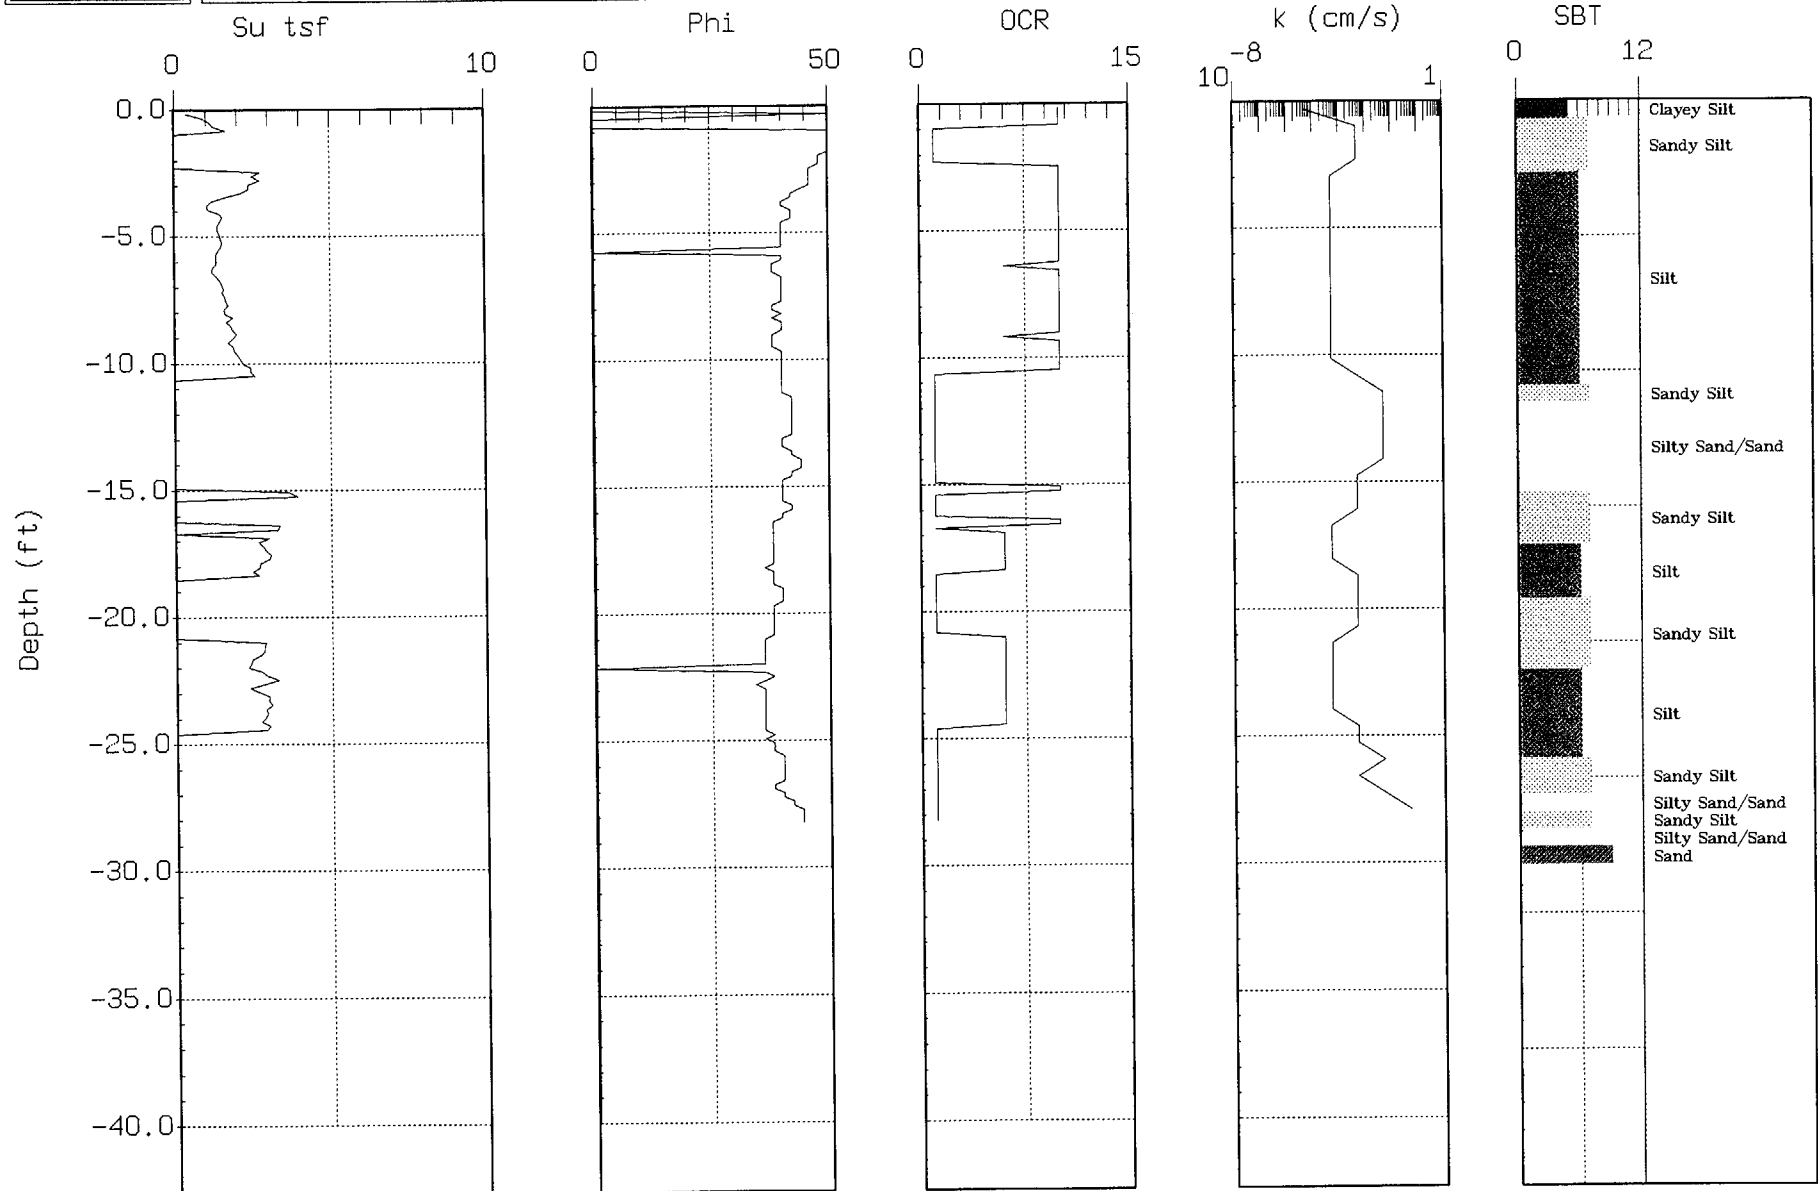 Su tsf
Phi
OCR
k (cm/s)
SBT
0 10
0 50
0 15
10 -8 1
0 12
0.0
-5.0
-10.0
-15.0
-20.0
-25.0
-30.0
-35.0
-40.0
Depth (ft)
Clayey Silt
Sandy Silt
Silt
Sandy Silt
Silty Sand/Sand
Sandy Silt
Silt
Sandy Silt
Silt
Sandy Silt
Silty Sand/Sand
Sandy Silt
Silty Sand/Sand
Sand